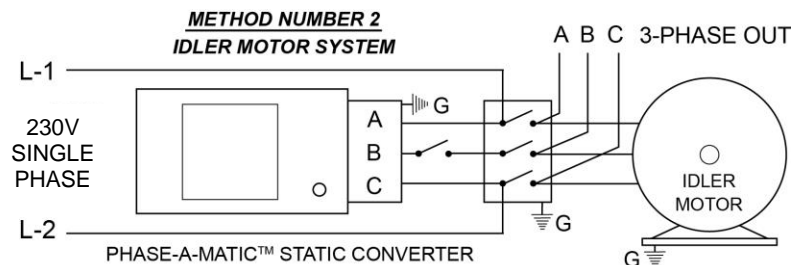 METHOD NUMBER 2
IDLER MOTOR SYSTEM
A B C 3-PHASE OUT
L-1
G
A
230V
SINGLE
PHASE
B
C
IDLER
MOTOR
G
L-2
G
PHASE-A-MATIC™ STATIC CONVERTER